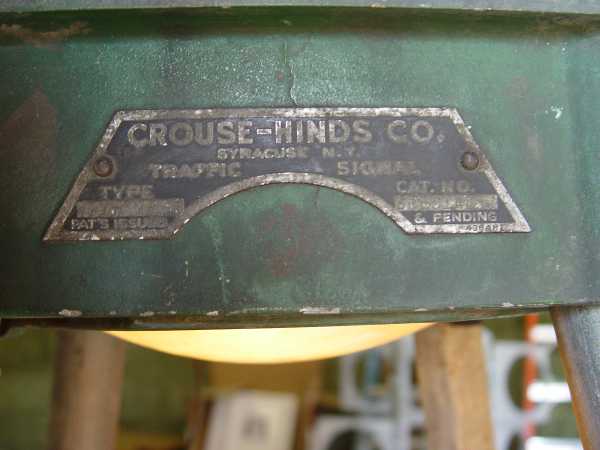 CROUSE-HINDS CO.
SYRACUSE N.Y.
TRAFFIC SIGNAL
TYPE CAT. NO.
PAT'S ISSUED & PENDING